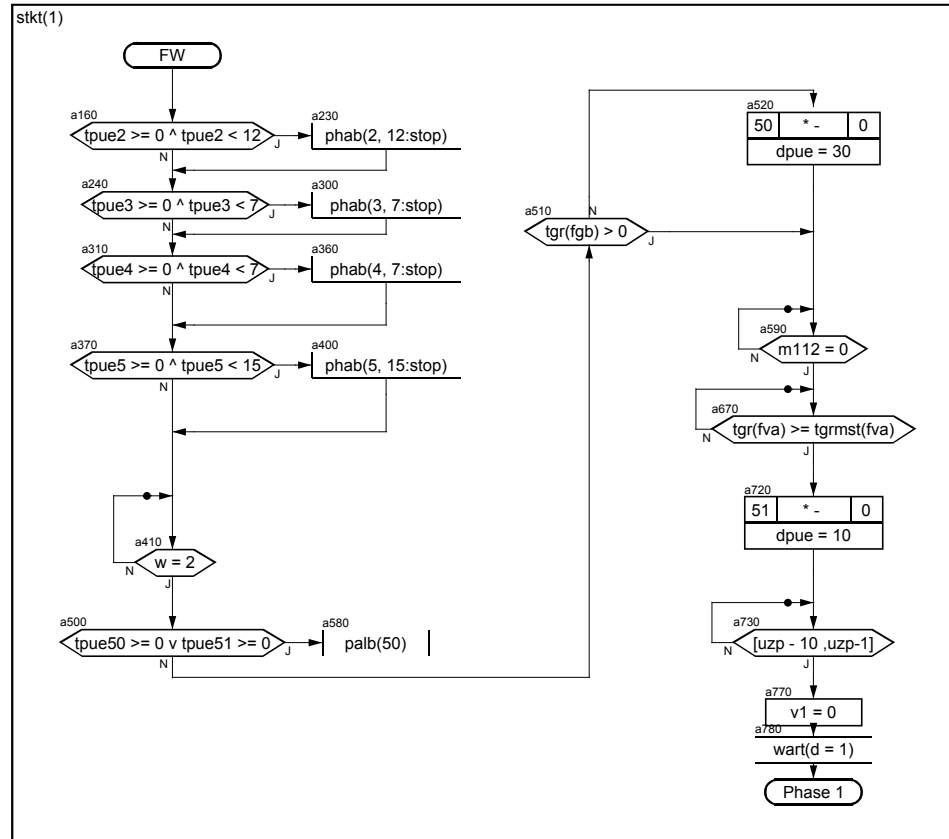 stkt(1)
FW
a160
tpue2 >= 0 ^ tpue2 < 12
J
N
a230
phab(2, 12:stop)
a240
tpue3 >= 0 ^ tpue3 < 7
J
N
a300
phab(3, 7:stop)
a310
tpue4 >= 0 ^ tpue4 < 7
J
N
a360
phab(4, 7:stop)
a370
tpue5 >= 0 ^ tpue5 < 15
J
N
a400
phab(5, 15:stop)
a410
w = 2
N
J
a500
tpue50 >= 0 v tpue51 >= 0
J
N
a580
palb(50)
a510
N
tgr(fgb) > 0
J
a520
50 * - 0
dpue = 30
a590
m112 = 0
N
J
a670
tgr(fva) >= tgrmst(fva)
N
J
a720
51 * - 0
dpue = 10
a730
[uzp - 10 ,uzp-1]
N
J
a770
v1 = 0
a780
wart(d = 1)
Phase 1